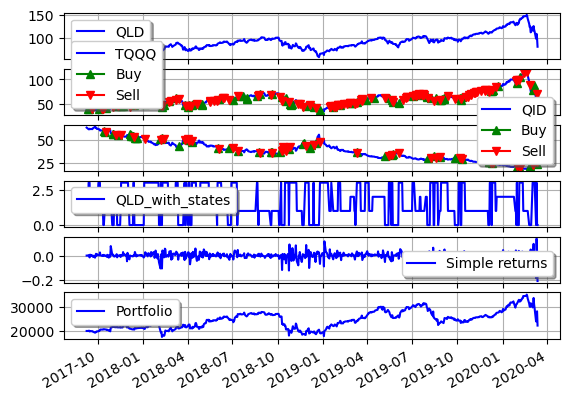 150
100
QLD
TQQQ
Buy
Sell
100
50
QID
Buy
Sell
50
25
2.5
0.0
QLD_with_states
0.0
−0.2
Simple returns
30000
20000
Portfolio
2017-10
2018-01
2018-04
2018-07
2018-10
2019-01
2019-04
2019-07
2019-10
2020-01
2020-04